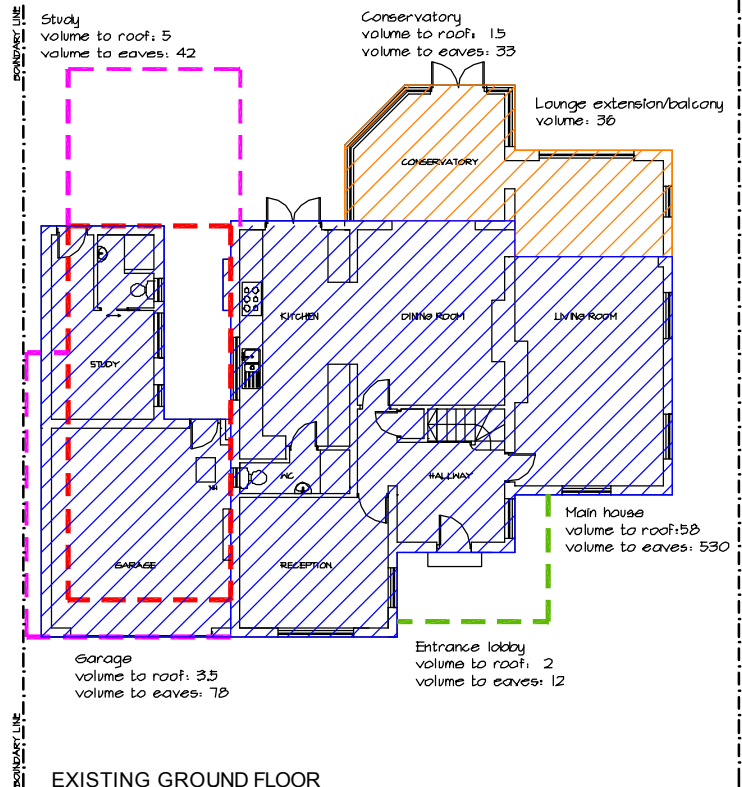 BOUNDARY LINE
Study
volume to roof: 5
volume to eaves: 42
Conservatory
volume to roof: 1.5
volume to eaves: 33
Lounge extension/balcony
volume: 36
CONSERVATORY
KITCHEN
DINING ROOM
LIVING ROOM
STUDY
WC
HALLWAY
WH
GARAGE
RECEPTION
Main house
volume to roof:58
volume to eaves: 530
Entrance lobby
volume to roof: 2
volume to eaves: 12
Garage
volume to roof: 3.5
volume to eaves: 78
BOUNDARY LINE
EXISTING GROUND FLOOR